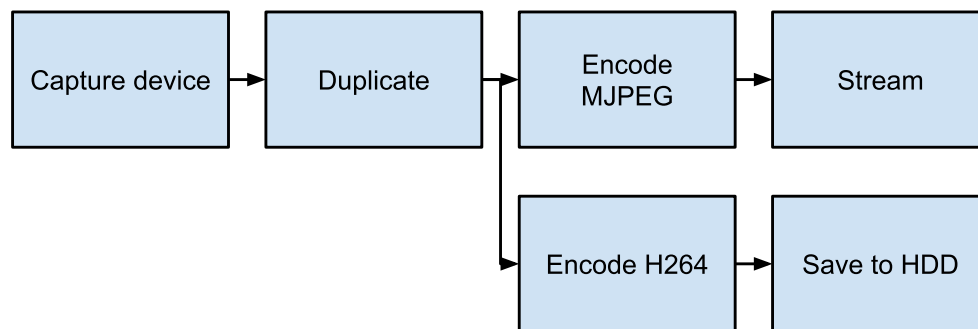 Capture device
Duplicate
Encode
MJPEG
Stream
Encode H264
Save to HDD